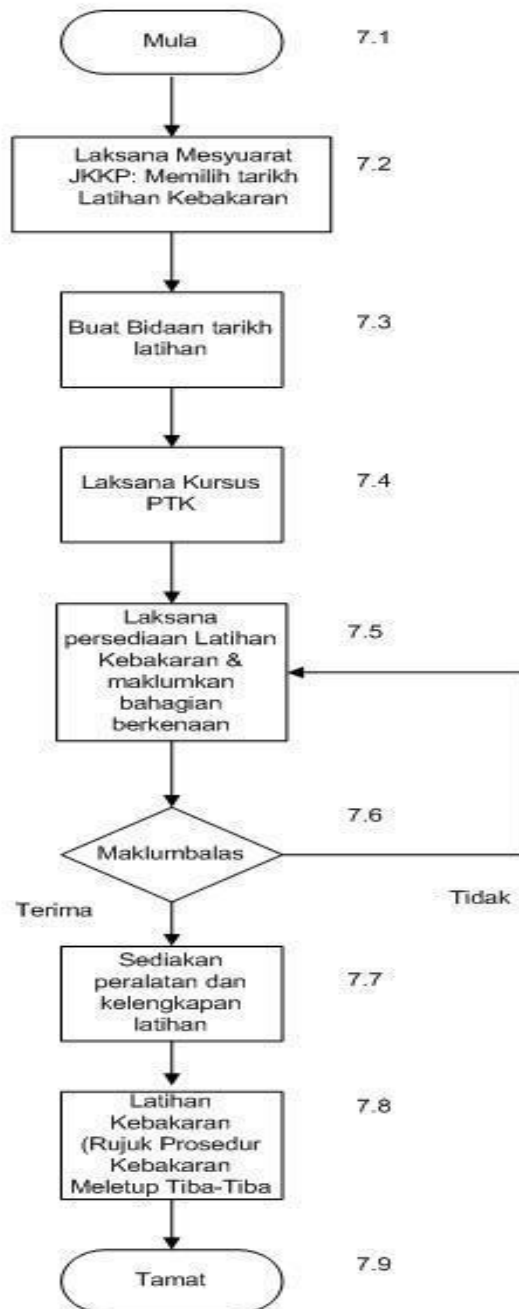 Mula
7.1
Laksana Mesyuarat
JKKP: Memilih tarikh
Latihan Kebakaran
7.2
Buat Bidaan tarikh
latihan
7.3
Laksana Kursus
PTK
7.4
Laksana
persediaan Latihan
Kebakaran &
maklumkan
bahagian
berkenaan
7.5
Maklumbalas
7.6
Terima
Tidak
Sediakan
peralatan dan
kelengkapan
latihan
7.7
Latihan
Kebakaran
(Rujuk Prosedur
Kebakaran
Meletup Tiba-Tiba
7.8
Tamat
7.9